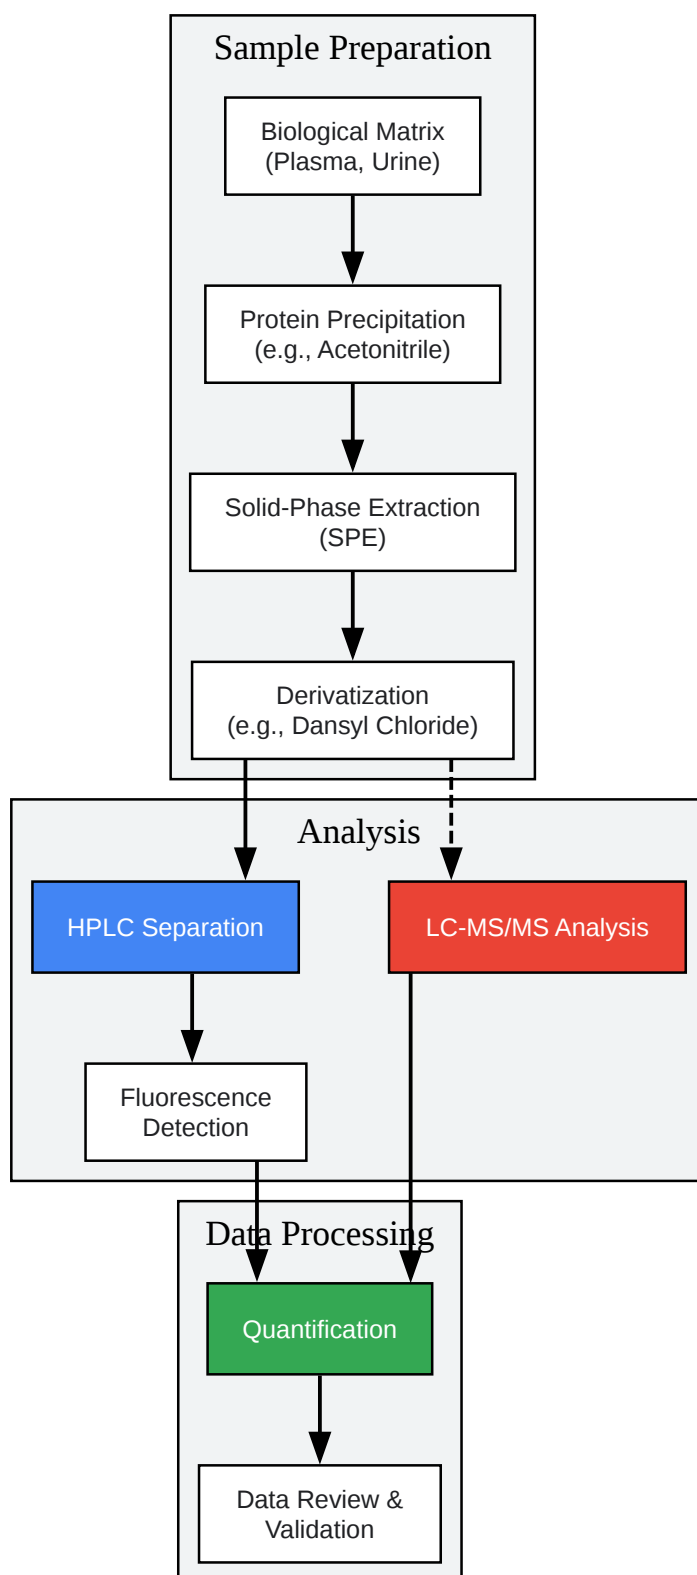 Sample Preparation
Biological Matrix
(Plasma, Urine)
Protein Precipitation
(e.g., Acetonitrile)
Solid-Phase Extraction
(SPE)
Derivatization
(e.g., Dansyl Chloride)
Analysis
HPLC Separation
LC-MS/MS Analysis
Fluorescence
Detection
Data Processing
Quantification
Data Review &
Validation